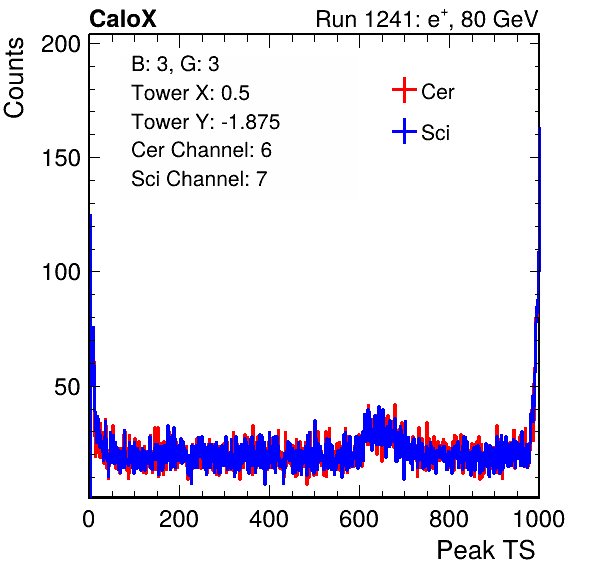 CaloX
Run 1241: e+, 80 GeV
Counts
200
150
100
50
B: 3, G: 3
Tower X: 0.5
Tower Y: -1.875
Cer Channel: 6
Sci Channel: 7
Cer
Sci
0
200
400
600
800
1000
Peak TS